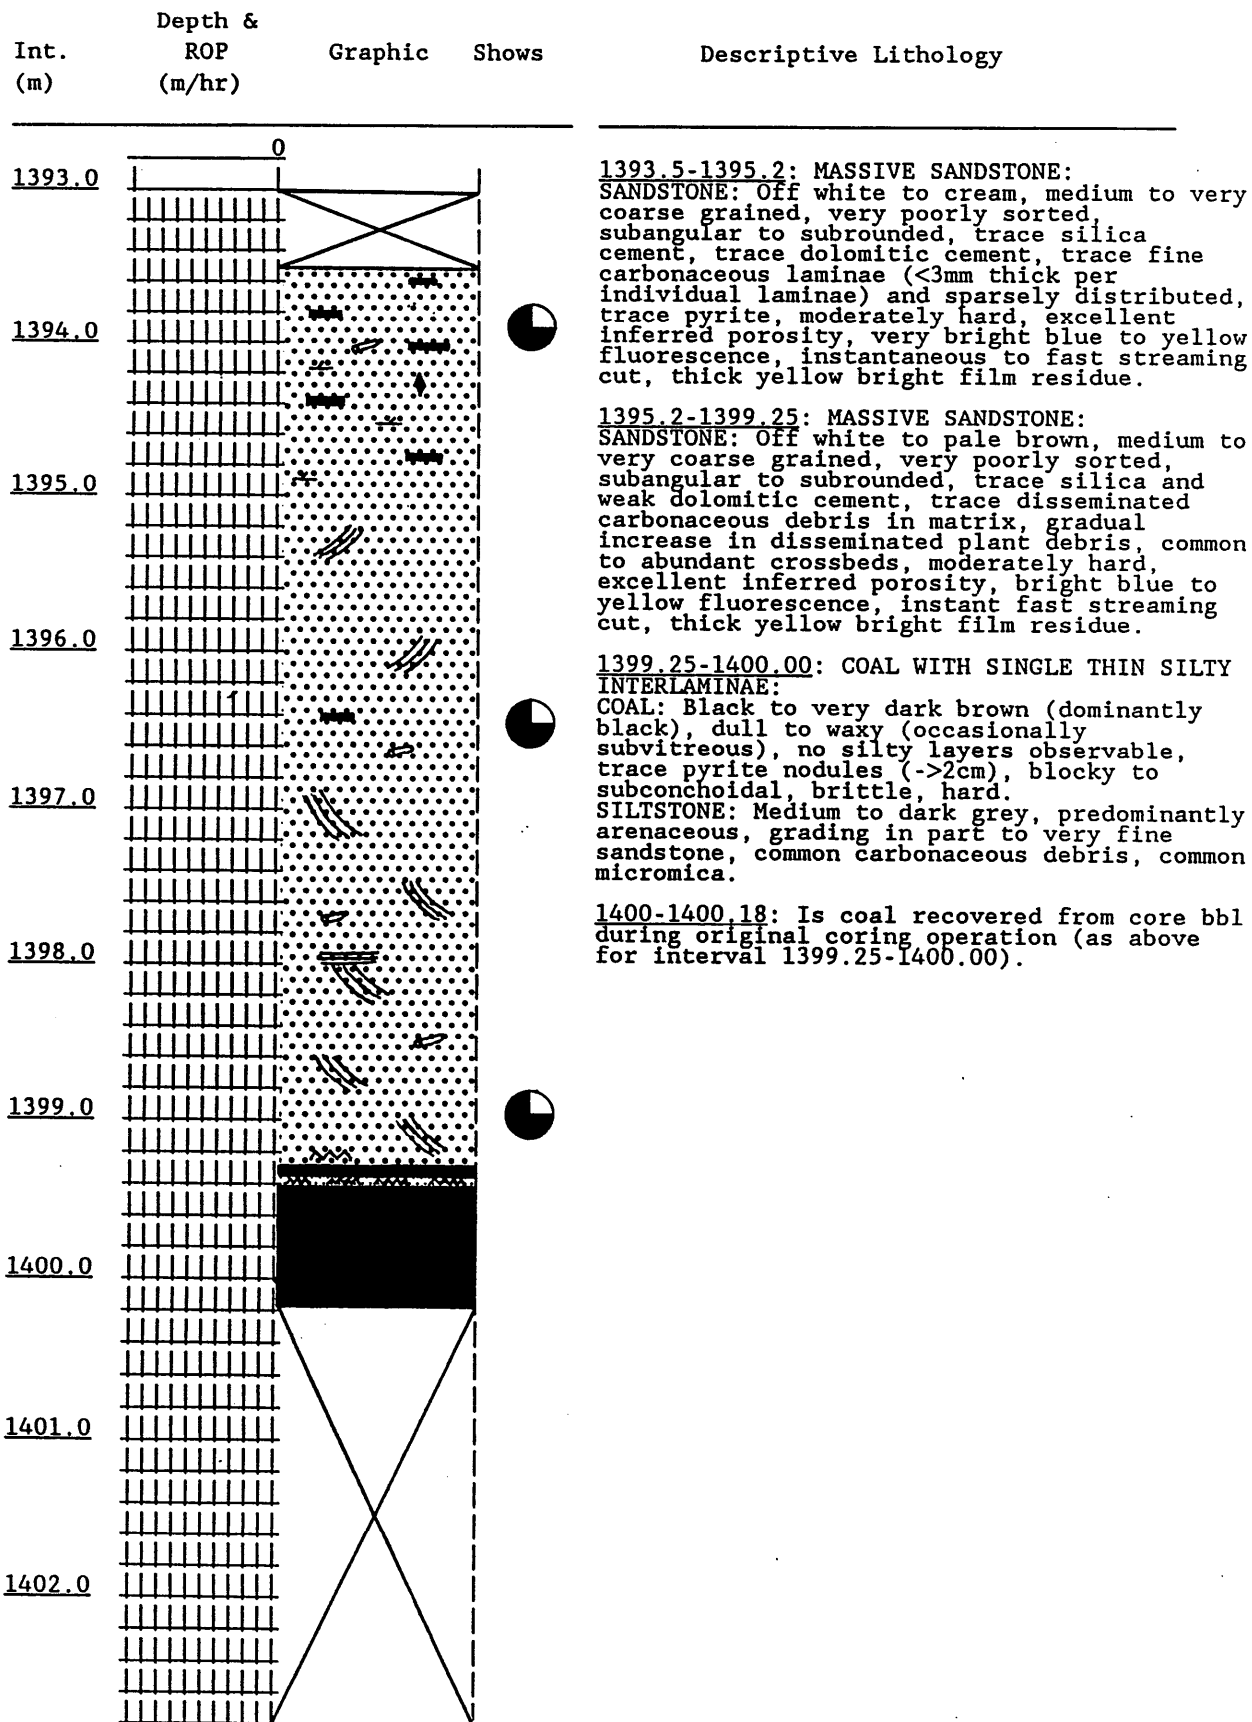 Depth &
Int. ROP Graphic Shows Descriptive Lithology
(m) (m/hr)
0
1393.0
1394.0
1395.0
1396.0
1397.0
1398.0
1399.0
1400.0
1401.0
1402.0
1393.5-1395.2: MASSIVE SANDSTONE:
SANDSTONE: Off white to cream, medium to very
coarse grained, very poorly sorted,
subangular to subrounded, trace silica
cement, trace dolomitic cement, trace fine
carbonaceous laminae (<3mm thick per
individual laminae) and sparsely distributed,
trace pyrite, moderately hard, excellent
inferred porosity, very bright blue to yellow
fluorescence, instantaneous to fast streaming
cut, thick yellow bright film residue.
1395.2-1399.25: MASSIVE SANDSTONE:
SANDSTONE: Off white to pale brown, medium to
very coarse grained, very poorly sorted,
subangular to subrounded, trace silica and
weak dolomitic cement, trace disseminated
carbonaceous debris in matrix, gradual
increase in disseminated plant debris, common
to abundant crossbeds, moderately hard,
excellent inferred porosity, bright blue to
yellow fluorescence, instant fast streaming
cut, thick yellow bright film residue.
1399.25-1400.00: COAL WITH SINGLE THIN SILTY
INTERLAMINAE:
COAL: Black to very dark brown (dominantly
black), dull to waxy (occasionally
subvitreous), no silty layers observable,
trace pyrite nodules (->2cm), blocky to
subconchoidal, brittle, hard.
SILTSTONE: Medium to dark grey, predominantly
arenaceous, grading in part to very fine
sandstone, common carbonaceous debris, common
micromica.
1400-1400.18: Is coal recovered from core bbl
during original coring operation (as above
for interval 1399.25-1400.00).